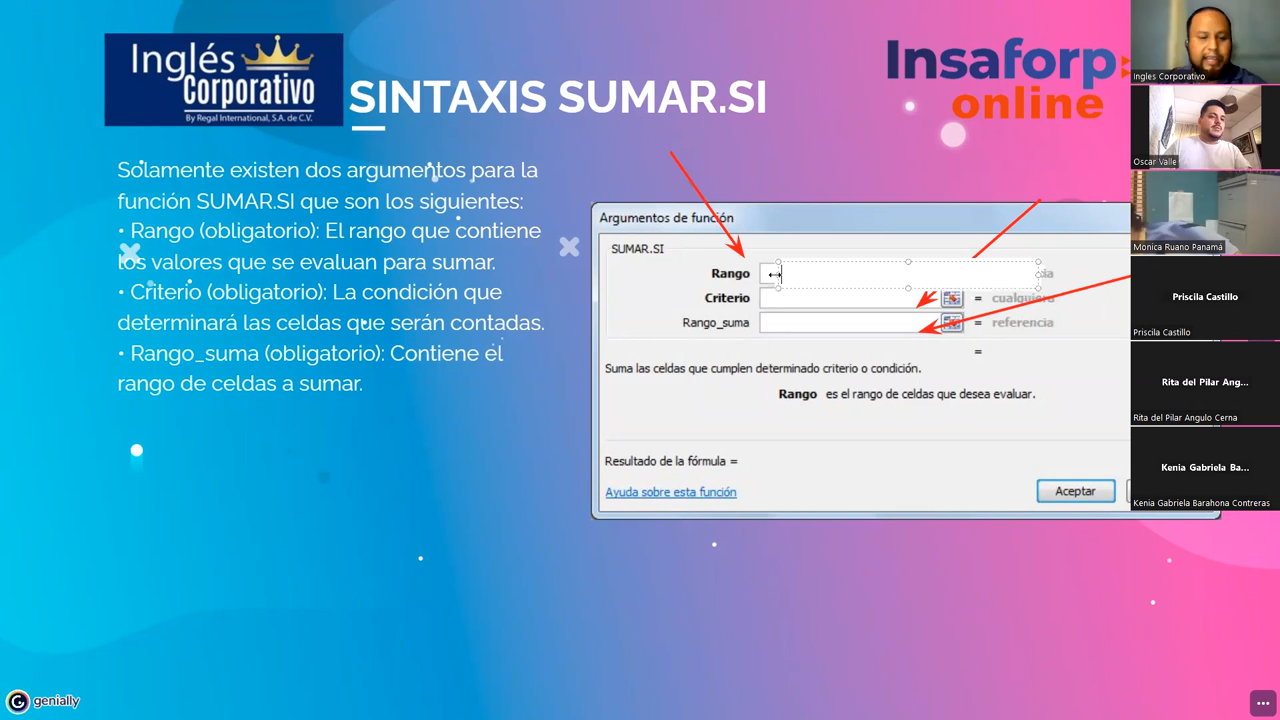 Inglés
Corporativo
By Regal International, S.A. de C.V.
SINTAXIS SUMAR.SI
Insaforp
online
Solamente existen dos argumentos para la
función SUMAR.SI que son los siguientes:
• Rango (obligatorio): El rango que contiene
los valores que se evaluan para sumar.
• Criterio (obligatorio): La condición que
determinará las celdas que serán contadas.
• Rango_suma (obligatorio): Contiene el
rango de celdas a sumar.
Argumentos de función
SUMAR.SI
Rango
Criterio
= cualquiera
Rango_suma
= referencia
=
Suma las celdas que cumplen determinado criterio o condición.
Rango es el rango de celdas que desea evaluar.
Resultado de la fórmula =
Ayuda sobre esta función
Aceptar
Ingles Corporativo
Oscar Valle
Monica Ruano Panamá
Priscila Castillo
Priscila Castillo
Rita del Pilar Ang...
Rita del Pilar Angulo Cerna
Kenia Gabriela Ba...
Kenia Gabriela Barahona Contreras
genially